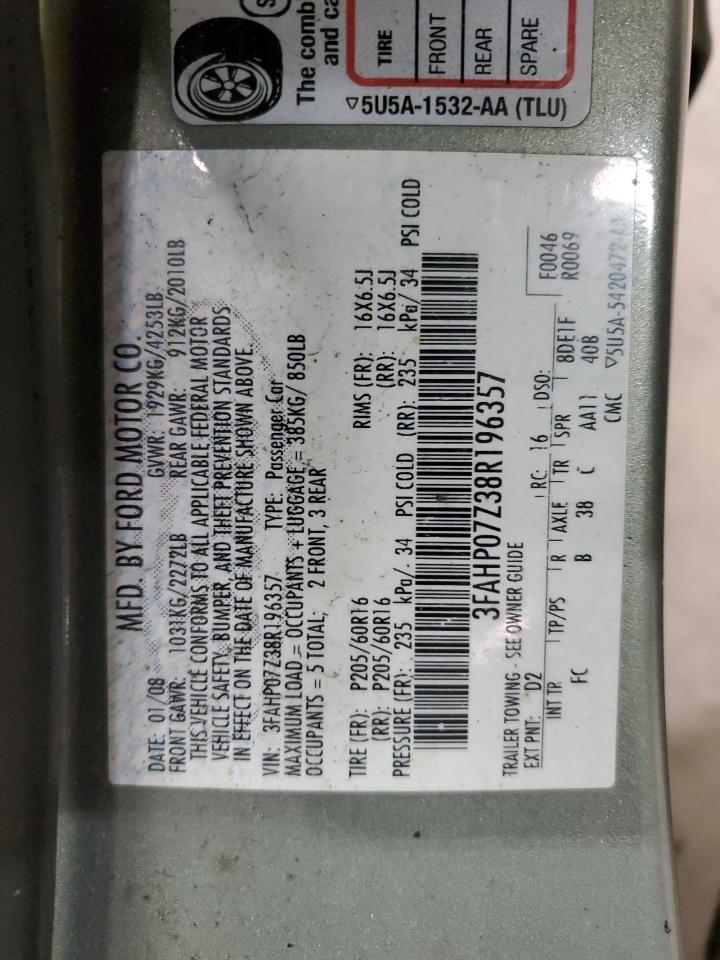 The comb
and ca
TIRE
FRONT
REAR
SPARE
5U5A-1532-AA (TLU)
MFD. BY FORD MOTOR CO.
DATE: 01/08 GVWR: 1929KG/4253LB
FRONT GAWR: 1031KG/2272LB REAR GAWR: 912KG/2010LB
THIS VEHICLE CONFORMS TO ALL APPLICABLE FEDERAL MOTOR
VEHICLE SAFETY, BUMPER, AND THEFT PREVENTION STANDARDS
IN EFFECT ON THE DATE OF MANUFACTURE SHOWN ABOVE.
VIN: 3FAHP07Z38R196357 TYPE: Passenger Car
MAXIMUM LOAD = OCCUPANTS + LUGGAGE = 385KG/ 850LB
OCCUPANTS = 5 TOTAL: 2 FRONT, 3 REAR
TIRE (FR): P205/60R16 RIMS (FR): 16X6.5J
(RR): P205/60R16 (RR): 16X6.5J
PRESSURE (FR): 235 kPa/. 34 PSI COLD (RR): 235 kPa/ 34 PSI COLD
3FAHP07Z38R196357
TRAILER TOWING - SEE OWNER GUIDE
EXT PNT: D2 RC: 16 DSO: F0046
R0069
INT TR TP/PS R AXLE TR SPR 8DE1F
FC B 38 C AA11 40B
CMC 5U5A-5420472-AA